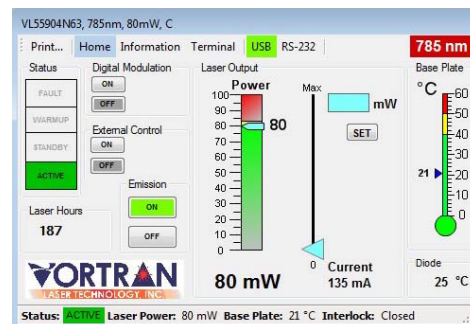 VL55904N63, 785nm, 80mW, C
Print... Home Information Terminal USB RS-232 785 nm
Status
FAULT
WARMUP
STANDBY
ACTIVE
Laser Hours
187
Digital Modulation
ON
OFF
External Control
ON
OFF
Emission
ON
OFF
VORTRAN
LASER TECHNOLOGY, INC.
Laser Output
Power
100
90
80
70
60
50
40
30
20
10
0
80
80 mW
Max
0
mW
SET
Current
135 mA
Base Plate
°C
60
50
40
30
20
10
0
21
Diode
25 °C
Status: ACTIVE Laser Power: 80 mW Base Plate: 21 °C Interlock: Closed